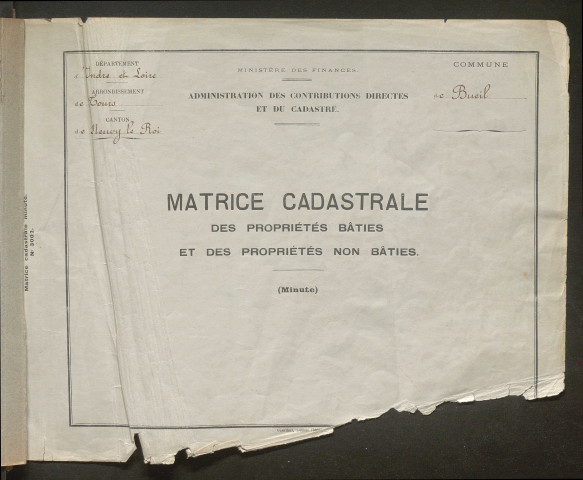 DÉPARTEMENT
d'Indre et Loire
ARRONDISSEMENT
de Tours
CANTON
de Neuvy le Roi
MINISTÈRE DES FINANCES.
ADMINISTRATION DES CONTRIBUTIONS DIRECTES
ET DU CADASTRE.
COMMUNE
de Bueil
MATRICE CADASTRALE
DES PROPRIÉTÉS BÂTIES
ET DES PROPRIÉTÉS NON BÂTIES.
(Minute)
Matrice cadastrale minute.